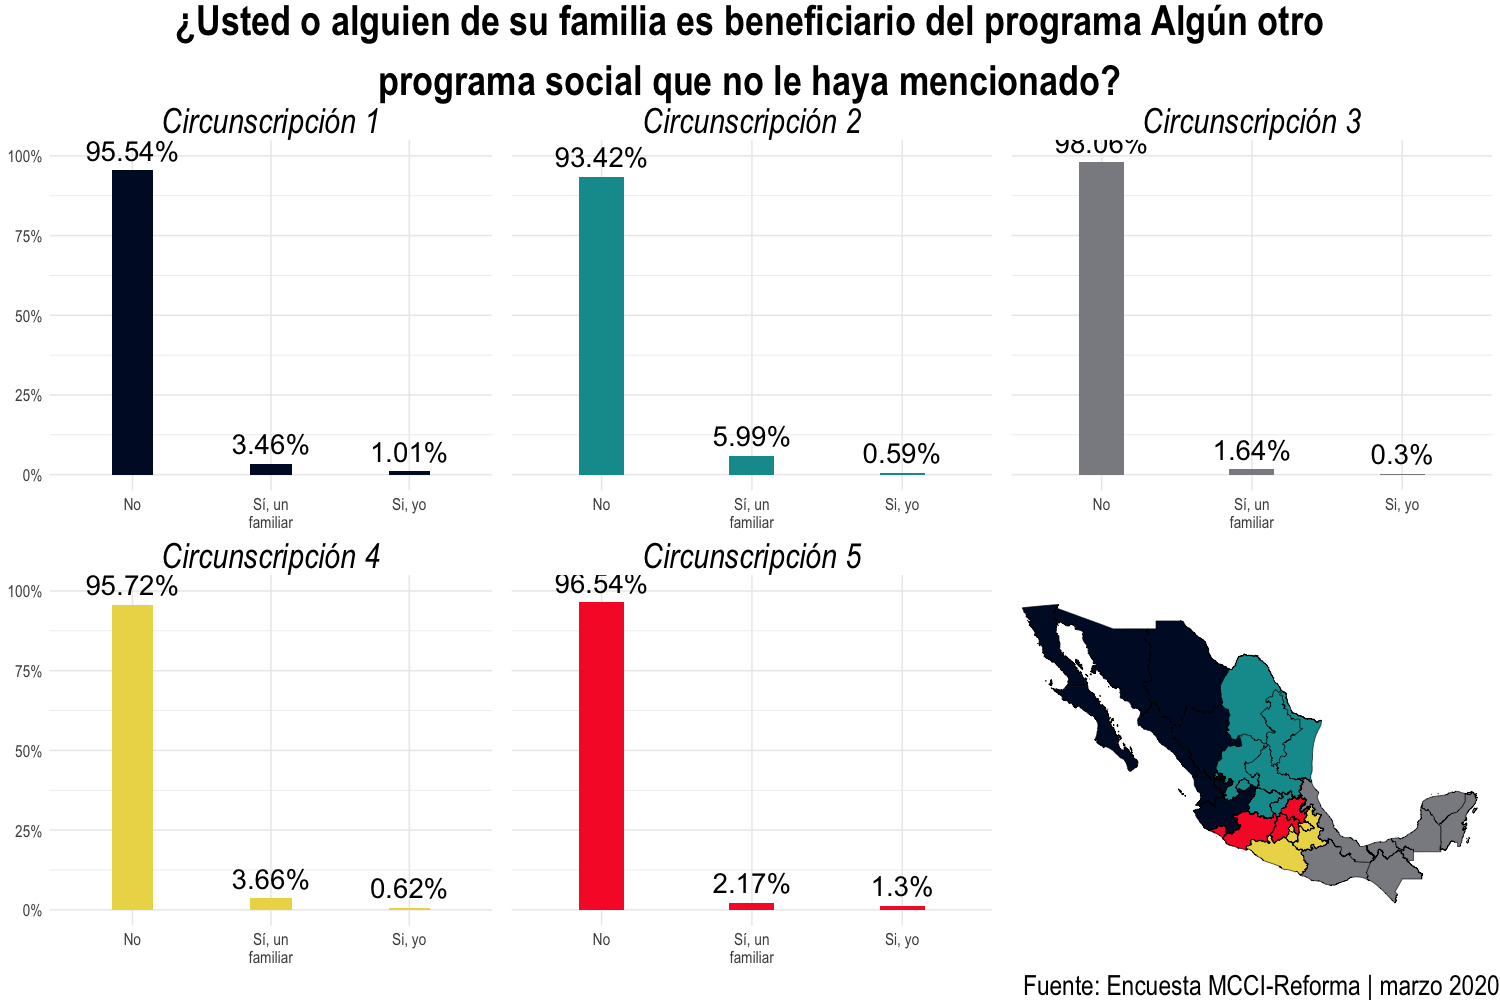 ¿Usted o alguien de su familia es beneficiario del programa Algún otro
programa social que no le haya mencionado?
Circunscripción 1
100%
75%
50%
25%
0%
95.54%
3.46%
1.01%
No
Sí, un
familiar
Si, yo
Circunscripción 2
93.42%
5.99%
0.59%
No
Sí, un
familiar
Si, yo
Circunscripción 3
98.06%
1.64%
0.3%
No
Sí, un
familiar
Si, yo
Circunscripción 4
100%
75%
50%
25%
0%
95.72%
3.66%
0.62%
No
Sí, un
familiar
Si, yo
Circunscripción 5
96.54%
2.17%
1.3%
No
Sí, un
familiar
Si, yo
Fuente: Encuesta MCCI-Reforma | marzo 2020